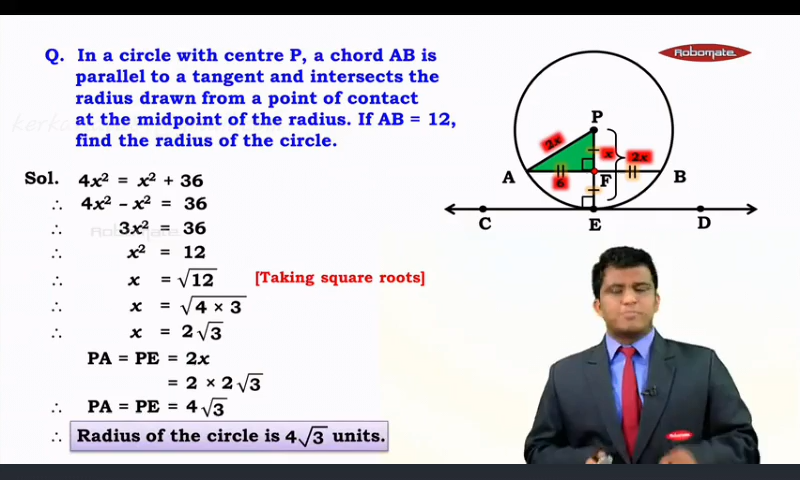 Robomate
Q. In a circle with centre P, a chord AB is
parallel to a tangent and intersects the
radius drawn from a point of contact
at the midpoint of the radius. If AB = 12,
find the radius of the circle.
Sol. 4x² = x² + 36
∴ 4x² – x² = 36
∴ 3x² = 36
∴ x² = 12
∴ x = √12 [Taking square roots]
∴ x = √4 × 3
∴ x = 2√3
PA = PE = 2x
= 2 × 2√3
∴ PA = PE = 4√3
∴ Radius of the circle is 4√3 units.
P
2x
x
2x
A
6
F
B
C
E
D
Robomate